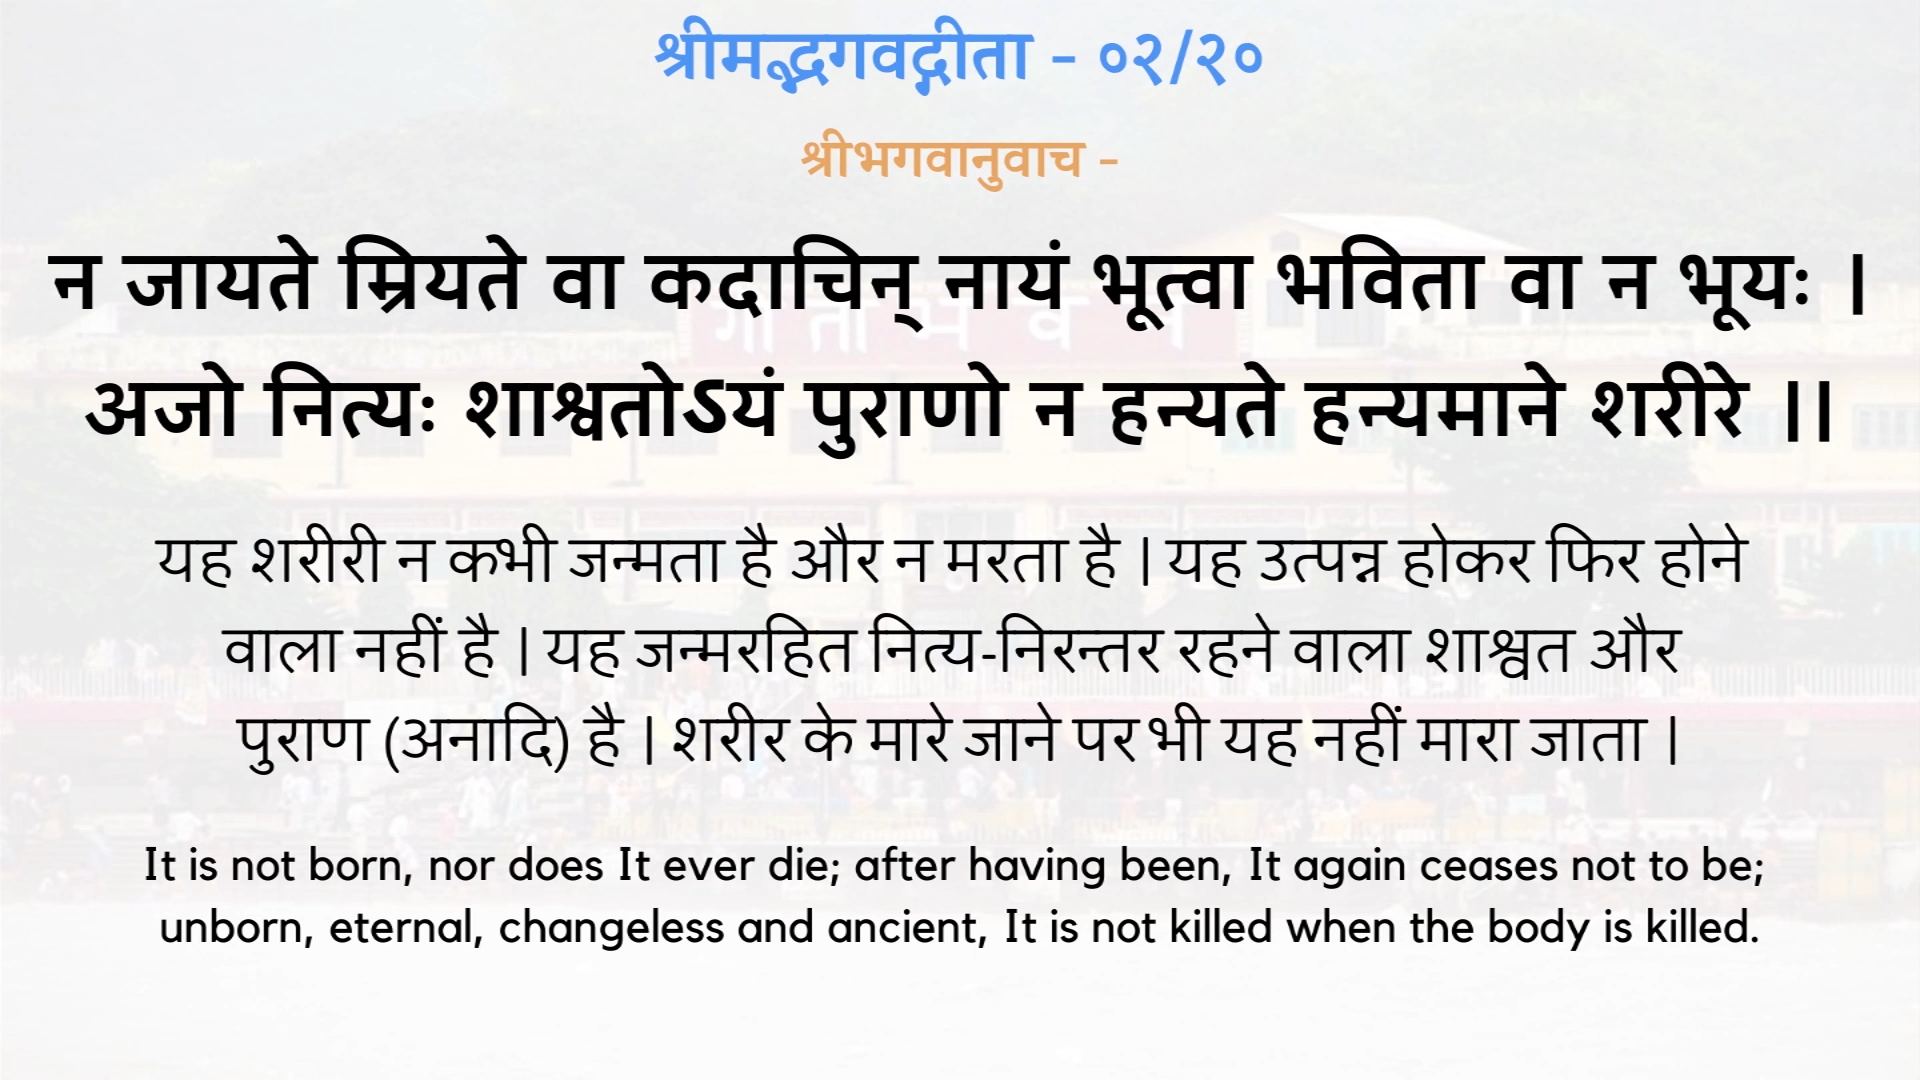 श्रीमद्भगवद्गीता - ०२/२०
श्रीभगवानुवाच -
न जायते म्रियते वा कदाचिन् नायं भूत्वा भविता वा न भूयः ।
अजो नित्यः शाश्वतोऽयं पुराणो न हन्यते हन्यमाने शरीरे ।।
यह शरीरी न कभी जन्मता है और न मरता है | यह उत्पन्न होकर फिर होने
वाला नहीं है | यह जन्मरहित नित्य-निरन्तर रहने वाला शाश्वत और
पुराण (अनादि) है | शरीर के मारे जाने पर भी यह नहीं मारा जाता |
It is not born, nor does It ever die; after having been, It again ceases not to be;
unborn, eternal, changeless and ancient, It is not killed when the body is killed.
गीता भवन